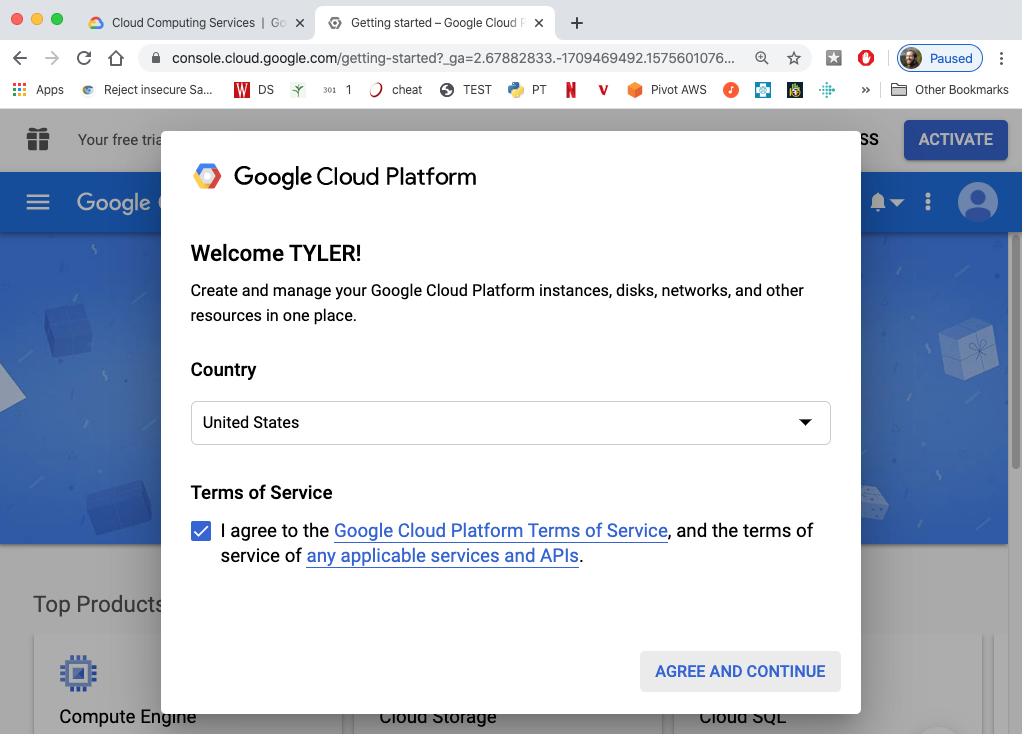 Cloud Computing Services | Go
Getting started – Google Cloud P
console.cloud.google.com/getting-started?_ga=2.67882833.-1709469492.1575601076...
Paused
Apps
Reject insecure Sa...
DS
301 1
cheat
TEST
PT
Pivot AWS
»
Other Bookmarks
Your free tria
SS
ACTIVATE
Google
Google Cloud Platform
Welcome TYLER!
Create and manage your Google Cloud Platform instances, disks, networks, and other
resources in one place.
Country
United States
Terms of Service
I agree to the Google Cloud Platform Terms of Service, and the terms of
service of any applicable services and APIs.
AGREE AND CONTINUE
Top Products
Compute Engine
Cloud Storage
Cloud SQL